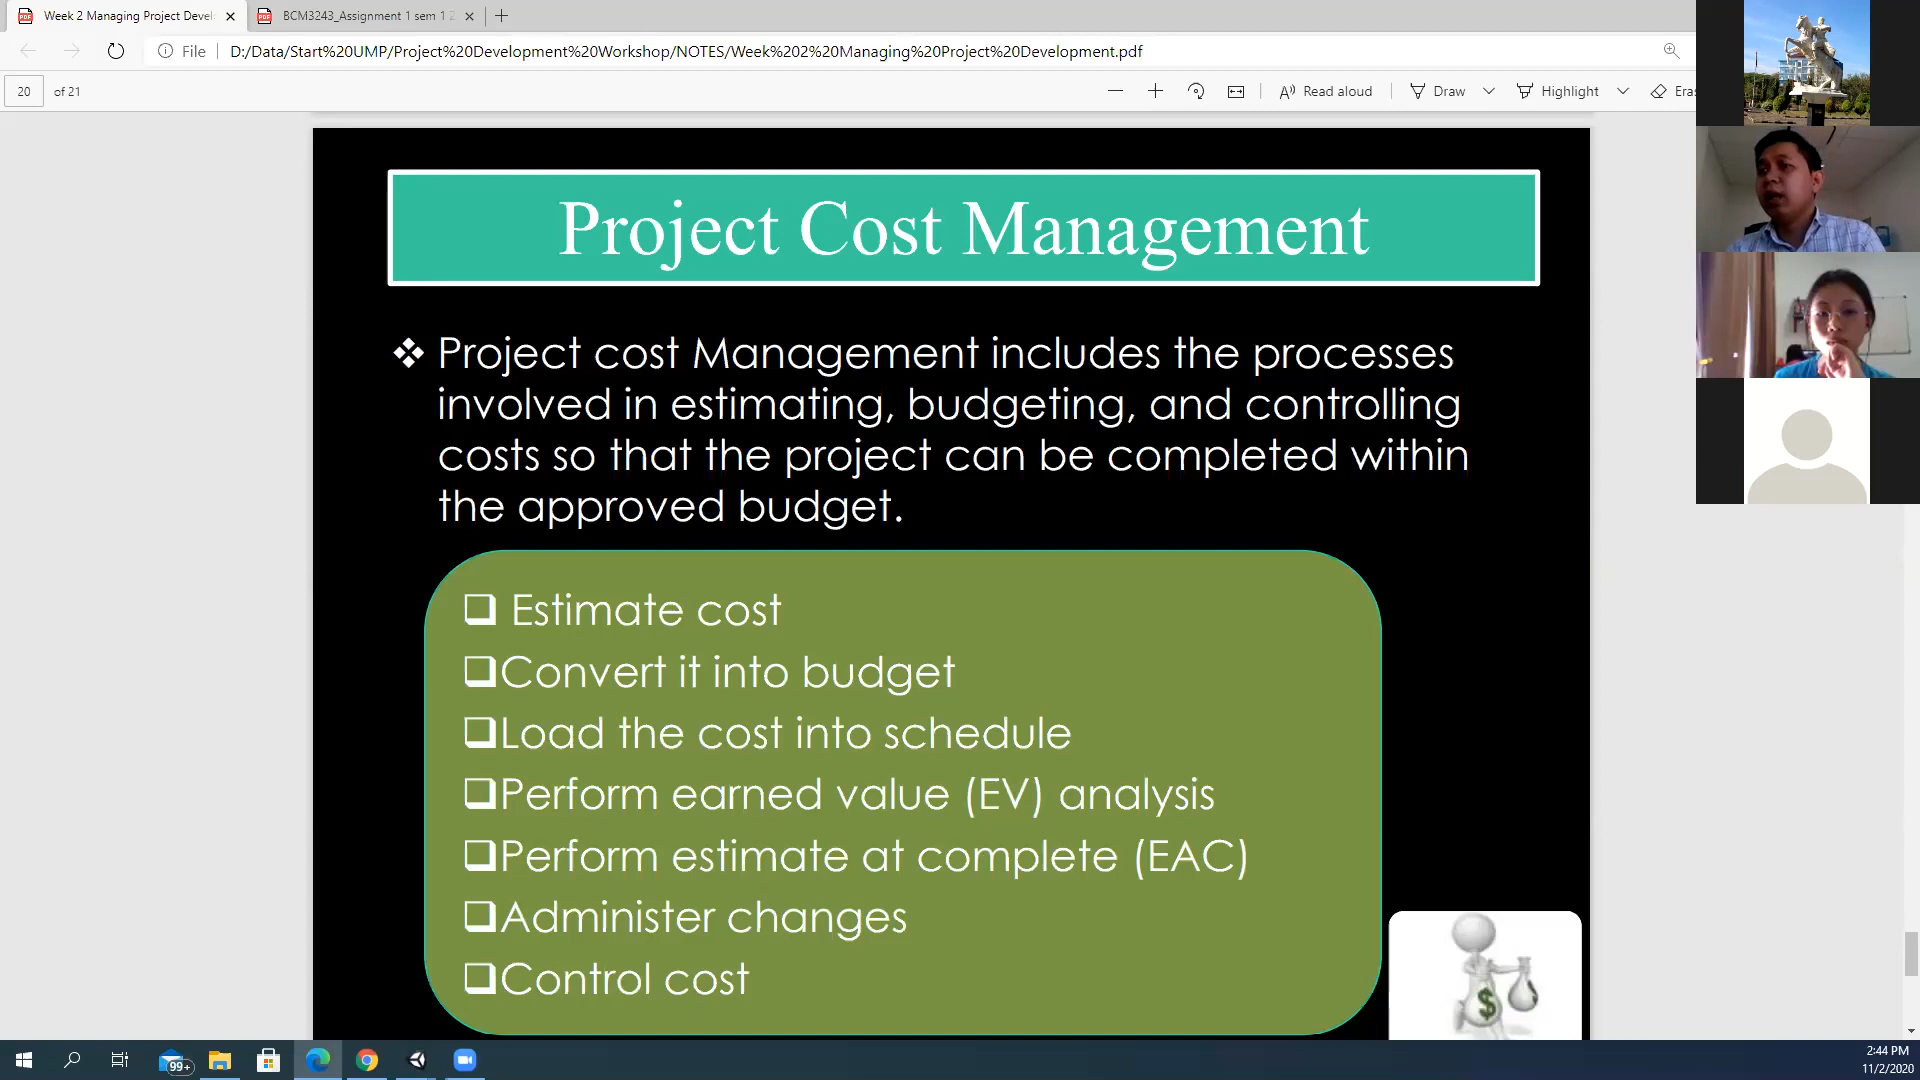 Week 2 Managing Project Devel
BCM3243_Assignment 1 sem 1 2
File
D:/Data/Start%20UMP/Project%20Development%20Workshop/NOTES/Week%202%20Managing%20Project%20Development.pdf
20 of 21
Read aloud
Draw
Highlight
Eras
Project Cost Management
Project cost Management includes the processes
involved in estimating, budgeting, and controlling
costs so that the project can be completed within
the approved budget.
Estimate cost
Convert it into budget
Load the cost into schedule
Perform earned value (EV) analysis
Perform estimate at complete (EAC)
Administer changes
Control cost
$
99+
2:44 PM
11/2/2020